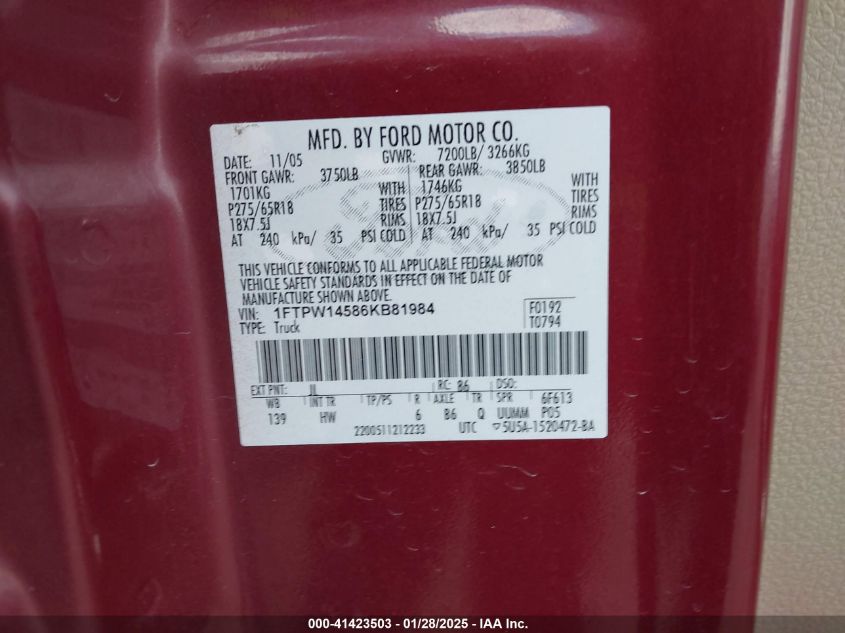 MFD. BY FORD MOTOR CO.
DATE: 11/05 GVWR: 7200LB/ 3266KG
FRONT GAWR: 3750LB REAR GAWR: 3850LB
1701KG WITH 1746KG WITH
P275/65R18 TIRES P275/65R18 TIRES
18X7.5J RIMS 18X7.5J RIMS
AT 240 kPa/ 35 PSI COLD AT 240 kPa/ 35 PSI COLD
THIS VEHICLE CONFORMS TO ALL APPLICABLE FEDERAL MOTOR
VEHICLE SAFETY STANDARDS IN EFFECT ON THE DATE OF
MANUFACTURE SHOWN ABOVE.
VIN: 1FTPW14586KB81984 F0192
TYPE: Truck T0794
EXT PNT: JL RC: 86 DSO:
WB INT TR TP/PS R AXLE TR SPR 6F613
139 HW 6 B6 Q UUMM P05
2200511212233 UTC 5U5A-1520472-BA
000-41423503 - 01/28/2025 - IAA Inc.